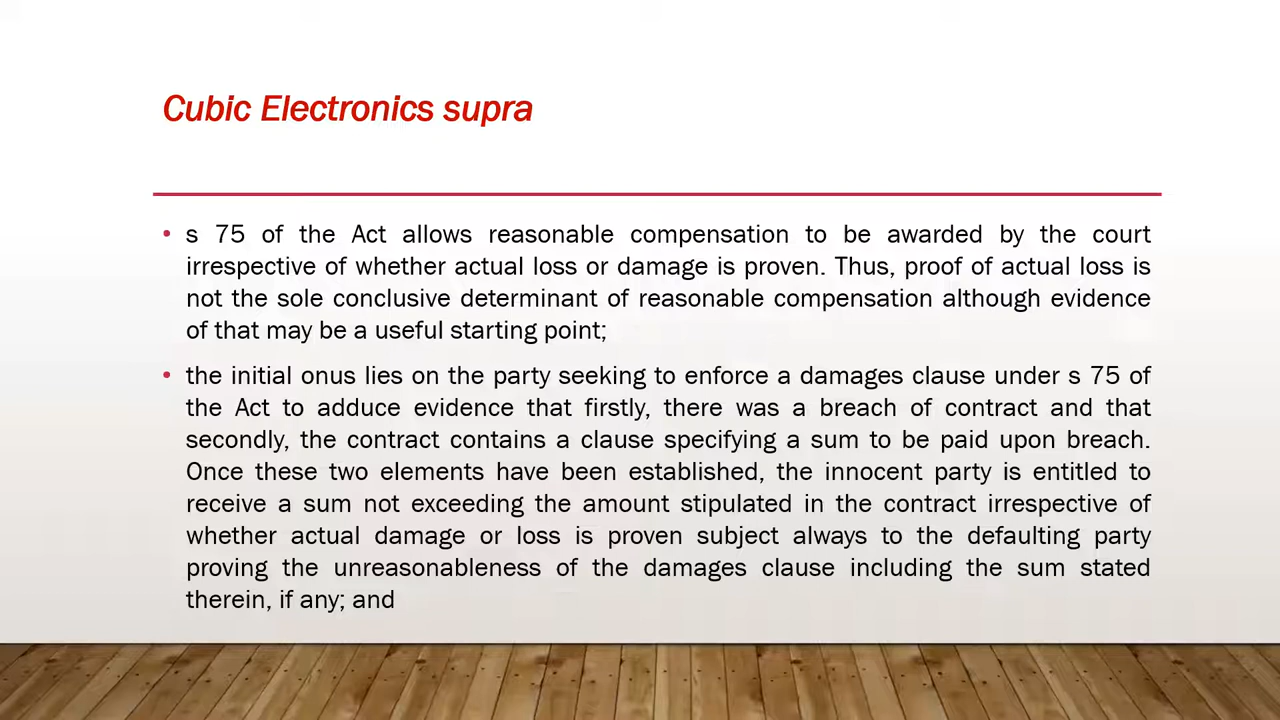 Cubic Electronics supra
• s 75 of the Act allows reasonable compensation to be awarded by the court
irrespective of whether actual loss or damage is proven. Thus, proof of actual loss is
not the sole conclusive determinant of reasonable compensation although evidence
of that may be a useful starting point;
• the initial onus lies on the party seeking to enforce a damages clause under s 75 of
the Act to adduce evidence that firstly, there was a breach of contract and that
secondly, the contract contains a clause specifying a sum to be paid upon breach.
Once these two elements have been established, the innocent party is entitled to
receive a sum not exceeding the amount stipulated in the contract irrespective of
whether actual damage or loss is proven subject always to the defaulting party
proving the unreasonableness of the damages clause including the sum stated
therein, if any; and